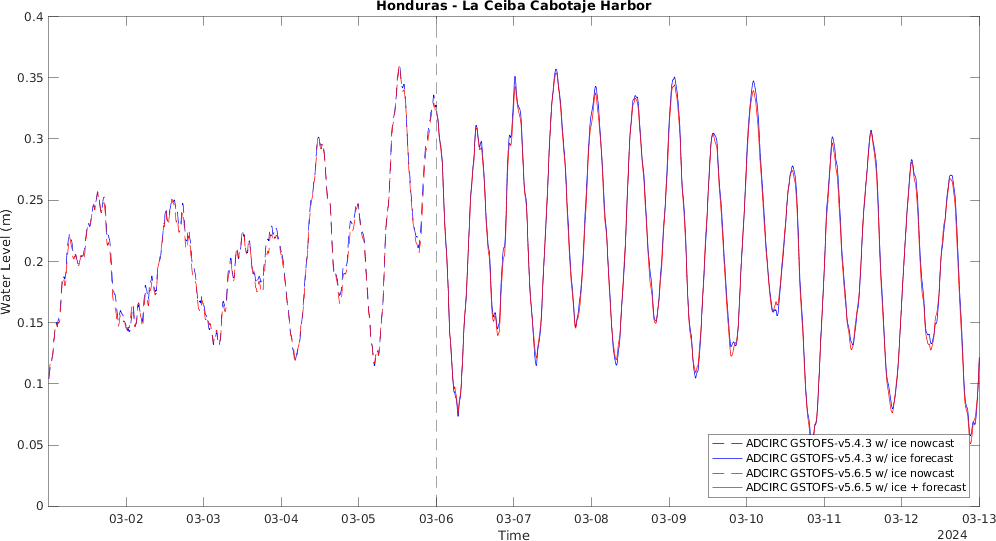 Honduras - La Ceiba Cabotaje Harbor
0.4
0.35
0.3
0.25
0.2
0.15
0.1
0.05
0
Water Level (m)
ADCIRC GSTOFS-v5.4.3 w/ ice nowcast
ADCIRC GSTOFS-v5.4.3 w/ ice forecast
ADCIRC GSTOFS-v5.6.5 w/ ice nowcast
ADCIRC GSTOFS-v5.6.5 w/ ice + forecast
03-02 03-03 03-04 03-05 03-06 03-07 03-08 03-09 03-10 03-11 03-12 03-13
Time
2024